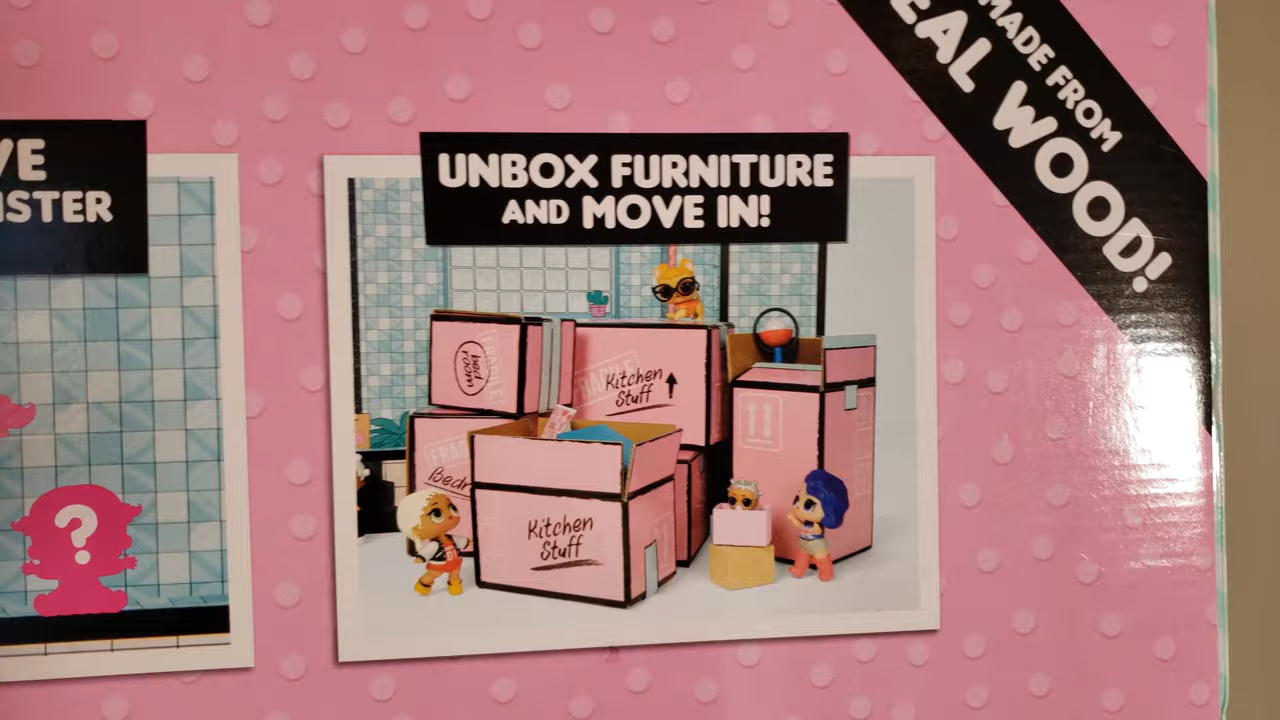 MADE FROM
EAL WOOD!
VE
ISTER
UNBOX FURNITURE
AND MOVE IN!
bed
room
FRAGILE
Kitchen
Stuff
Bedr
Kitchen
Stuff
?